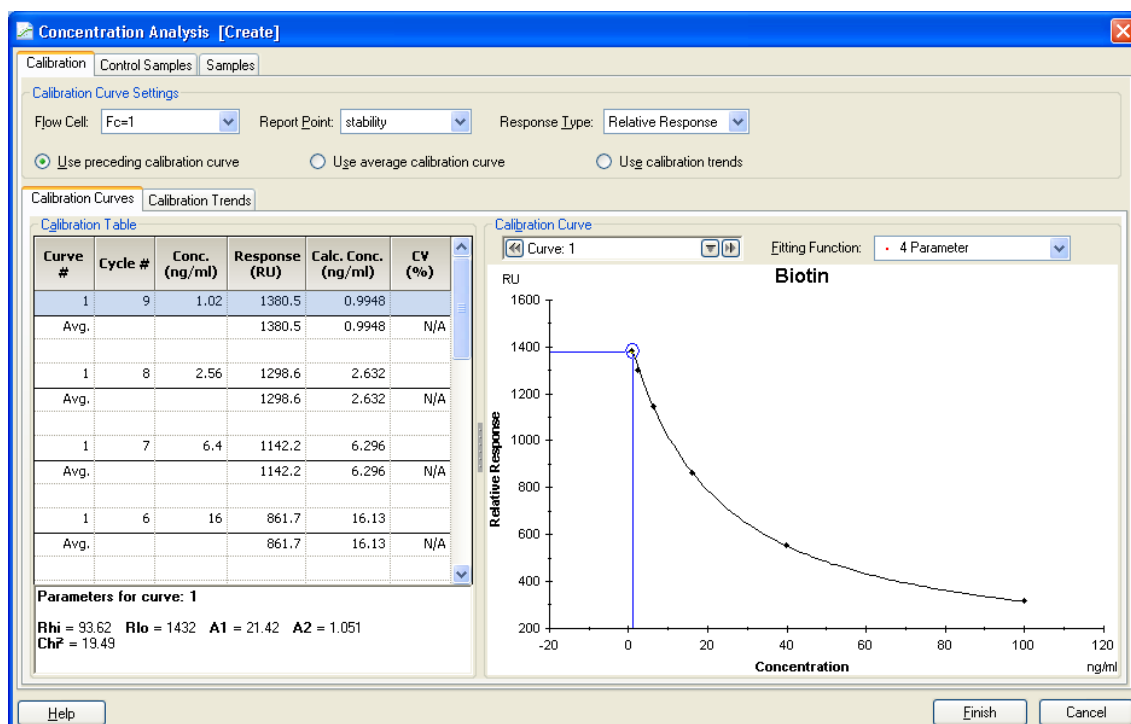 Concentration Analysis [Create]
Calibration Control Samples Samples
Calibration Curve Settings
Flow Cell: Fc=1 Report Point: stability Response Type: Relative Response
Use preceding calibration curve Use average calibration curve Use calibration trends
Calibration Curves Calibration Trends
Calibration Table
Curve # Cycle # Conc. (ng/ml) Response (RU) Calc. Conc. (ng/ml) CV (%)
1 9 1.02 1380.5 0.9948
Avg. 1380.5 0.9948 N/A
1 8 2.56 1298.6 2.632
Avg. 1298.6 2.632 N/A
1 7 6.4 1142.2 6.296
Avg. 1142.2 6.296 N/A
1 6 16 861.7 16.13
Avg. 861.7 16.13 N/A
Parameters for curve: 1
Rhi = 93.62 Rlo = 1432 A1 = 21.42 A2 = 1.051
Chi² = 19.49
Calibration Curve
Curve: 1 Fitting Function: 4 Parameter
Biotin
RU
1600
1400
1200
1000
800
600
400
200
Relative Response
-20 0 20 40 60 80 100 120
Concentration ng/ml
Help Finish Cancel